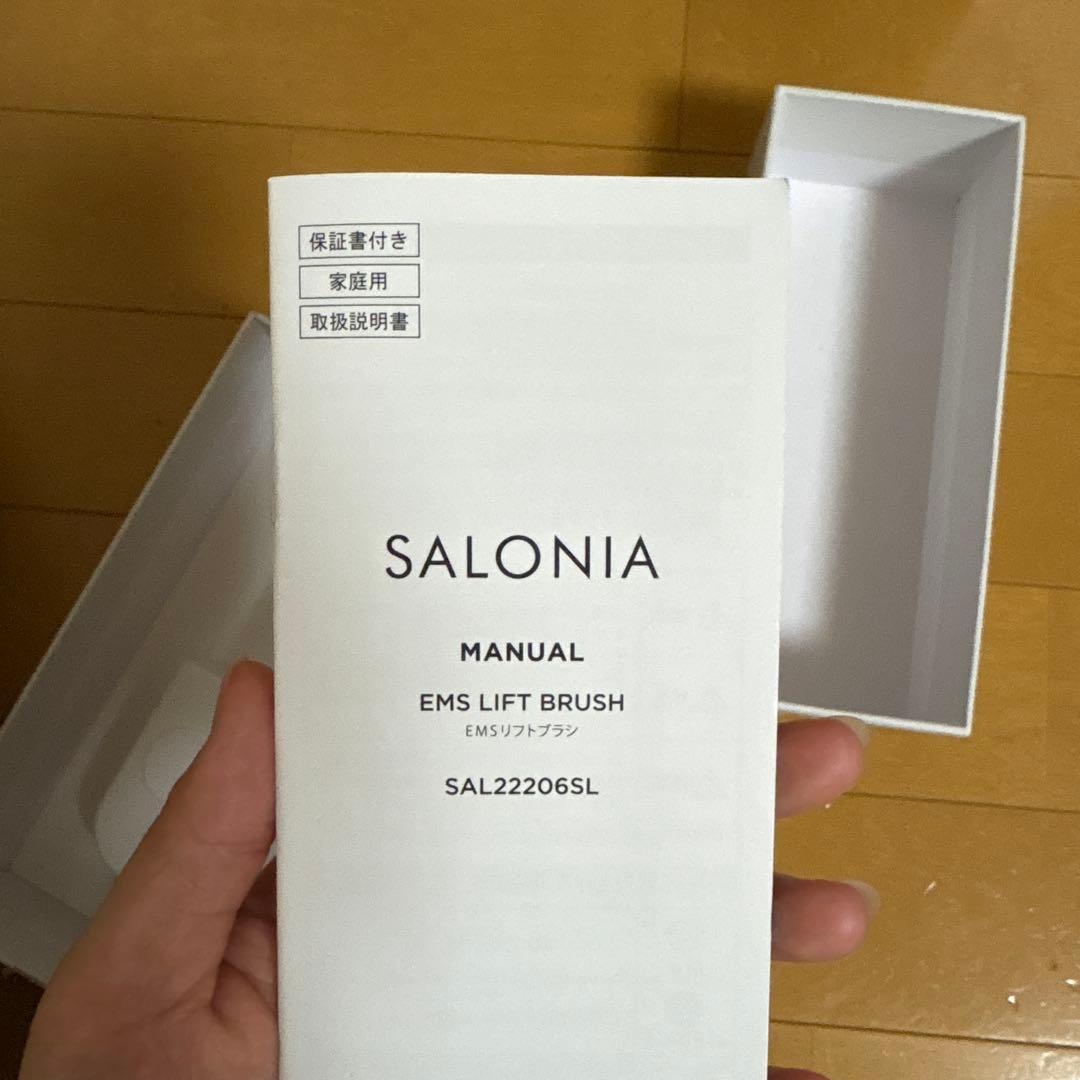 保証書付き
家庭用
取扱説明書
SALONIA
MANUAL
EMS LIFT BRUSH
EMSリフトブラシ
SAL22206SL